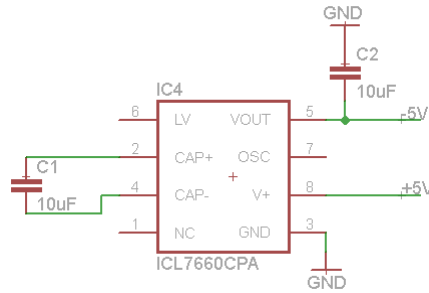 GND
C2
10uF
IC4
6 LV VOUT 5 -5V
2 CAP+ OSC 7
C1
4 CAP- V+ 8 +5V
10uF
1 NC GND 3
ICL7660CPA
GND